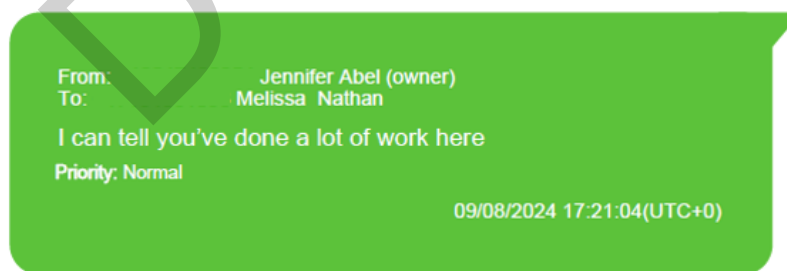 From: Jennifer Abel (owner)
To: Melissa Nathan
I can tell you've done a lot of work here
Priority: Normal
09/08/2024 17:21:04(UTC+0)